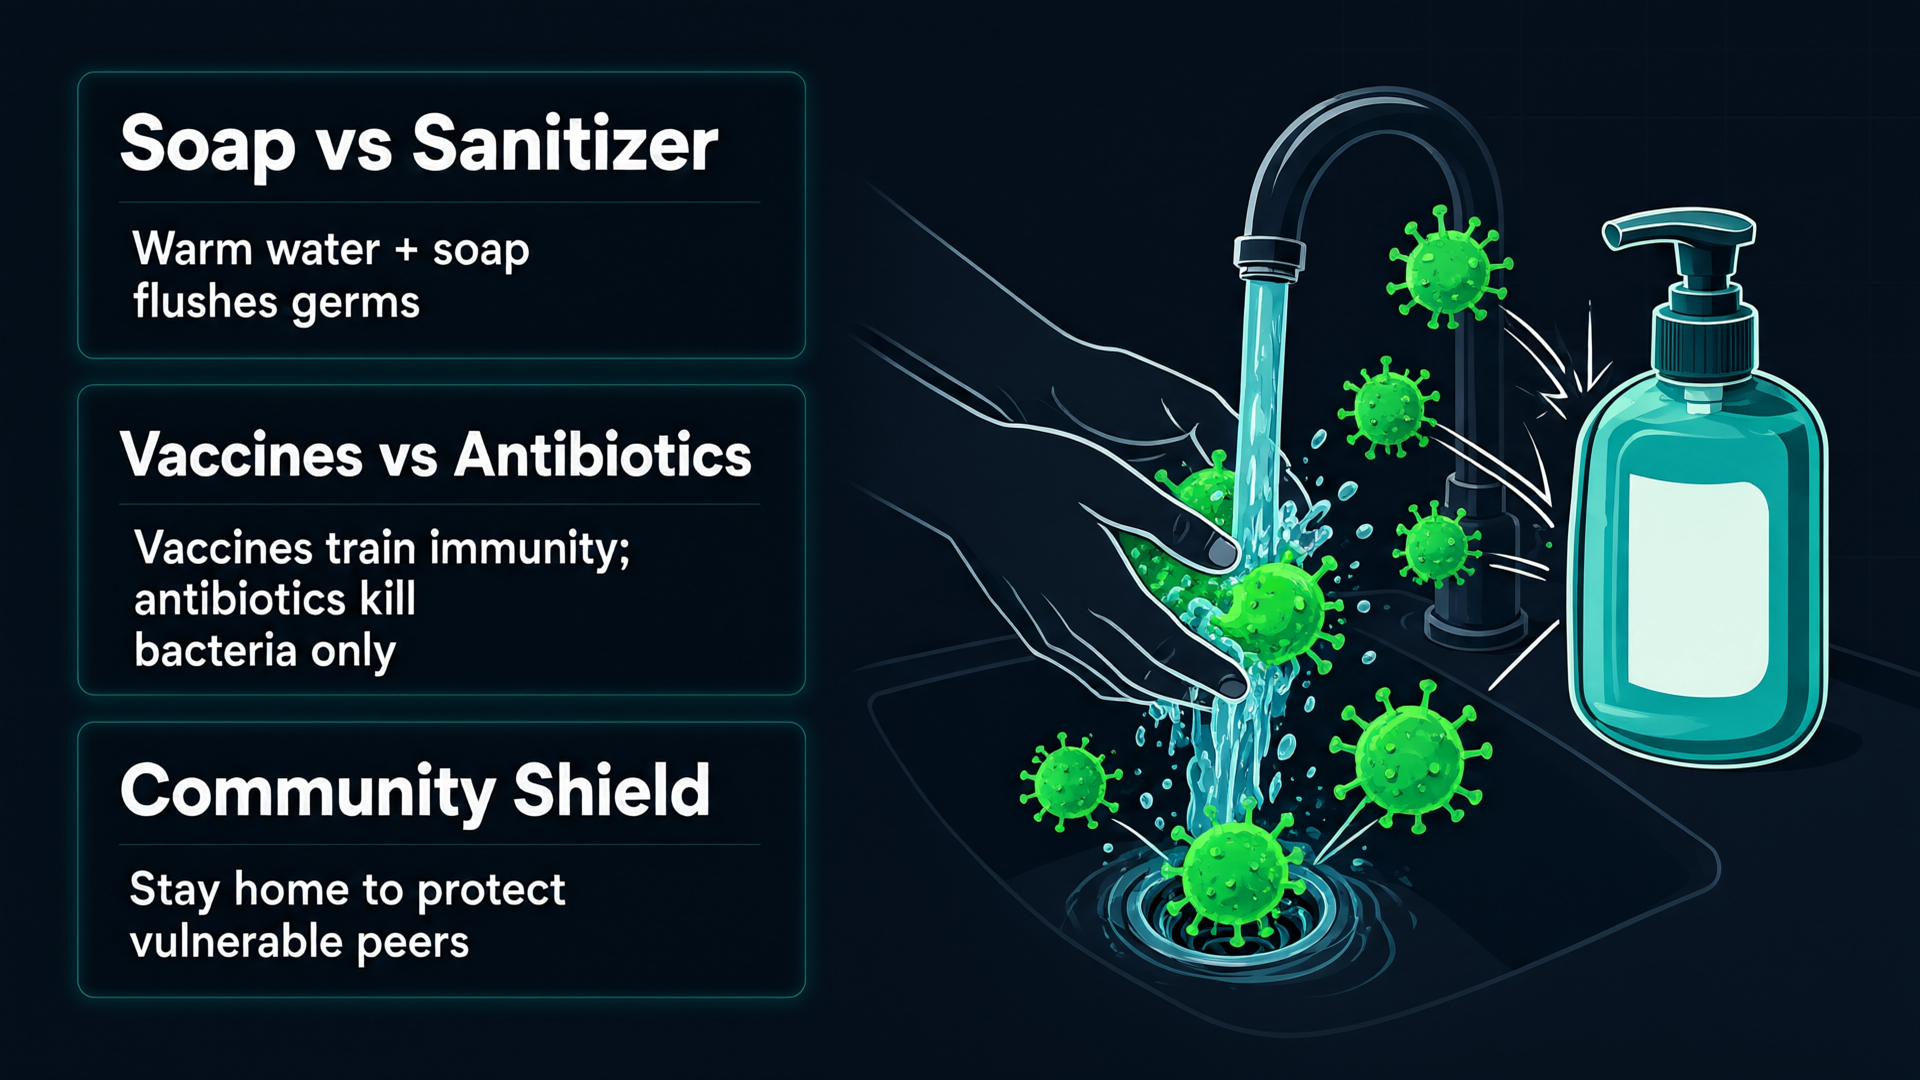 Soap vs Sanitizer
Warm water + soap
flushes germs
Vaccines vs Antibiotics
Vaccines train immunity;
antibiotics kill
bacteria only
Community Shield
Stay home to protect
vulnerable peers